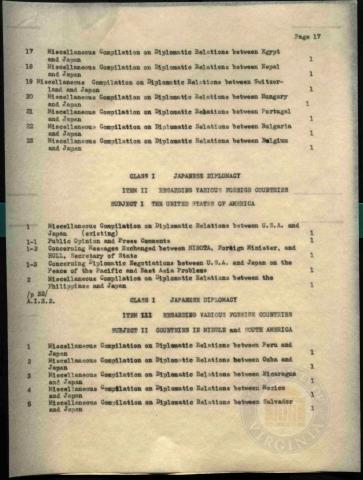 Page 17
17 Miscellaneous Compilation on Diplomatic Relations between Egypt
and Japan 1
18 Miscellaneous Compilation on Diplomatic Relations between Nepal
and Japan 1
19 Miscellaneous Compilation on Diplomatic Relations between Switzer-
land and Japan 1
20 Miscellaneous Compilation on Diplomatic Relations between Hungary
and Japan 1
21 Miscellaneous Compilation on Diplomatic Relations between Portugal
and Japan 1
22 Miscellaneous Compilation on Diplomatic Relations between Bulgaria
and Japan 1
23 Miscellaneous Compilation on Diplomatic Relations between Belgium
and Japan 1
CLASS I JAPANESE DIPLOMACY
ITEM II REGARDING VARIOUS FOREIGN COUNTRIES
SUBJECT I THE UNITED STATES OF AMERICA
1 Miscellaneous Compilation on Diplomatic Relations between U.S.A. and
Japan (existing) 1
1-1 Public Opinion and Press Comments 1
1-2 Concerning Messages Exchanged between HIROTA, Foreign Minister, and
HULL, Secretary of State 1
1-3 Concerning Diplomatic Negotiations between U.S.A. and Japan on the
Peace of the Pacific and East Asia Problems 1
2 Miscellaneous Compilation on Diplomatic Relations between the
Philippines and Japan 1
/p 32/
A.I.3.2. CLASS I JAPANESE DIPLOMACY
ITEM III REGARDING VARIOUS FOREIGN COUNTRIES
SUBJECT II COUNTRIES IN MIDDLE and SOUTH AMERICA
1 Miscellaneous Compilation on Diplomatic Relations between Peru and
Japan 1
2 Miscellaneous Compilation on Diplomatic Relations between Cuba and
Japan 1
3 Miscellaneous Compilation on Diplomatic Relations between Nicaragua
and Japan 1
4 Miscellaneous Compilation on Diplomatic Relations between Mexico
and Japan 1
5 Miscellaneous Compilation on Diplomatic Relations between Salvador
and Japan 1
VIRGINIA